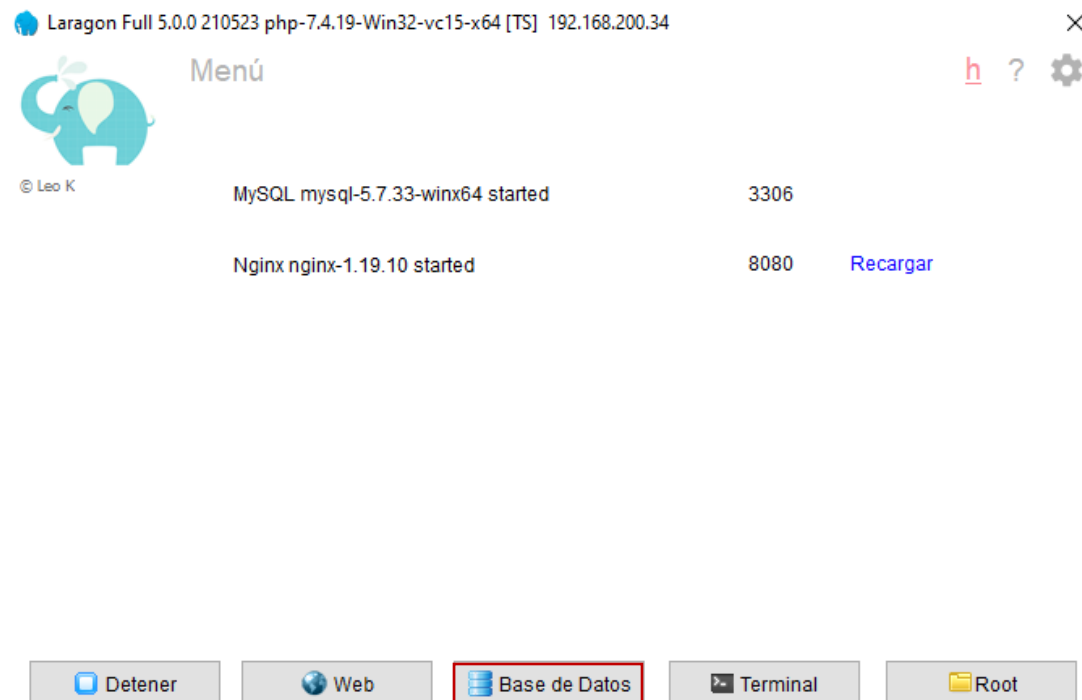 Laragon Full 5.0.0 210523 php-7.4.19-Win32-vc15-x64 [TS] 192.168.200.34
Menú
h ?
© Leo K
MySQL mysql-5.7.33-winx64 started 3306
Nginx nginx-1.19.10 started 8080 Recargar
Detener Web Base de Datos Terminal Root